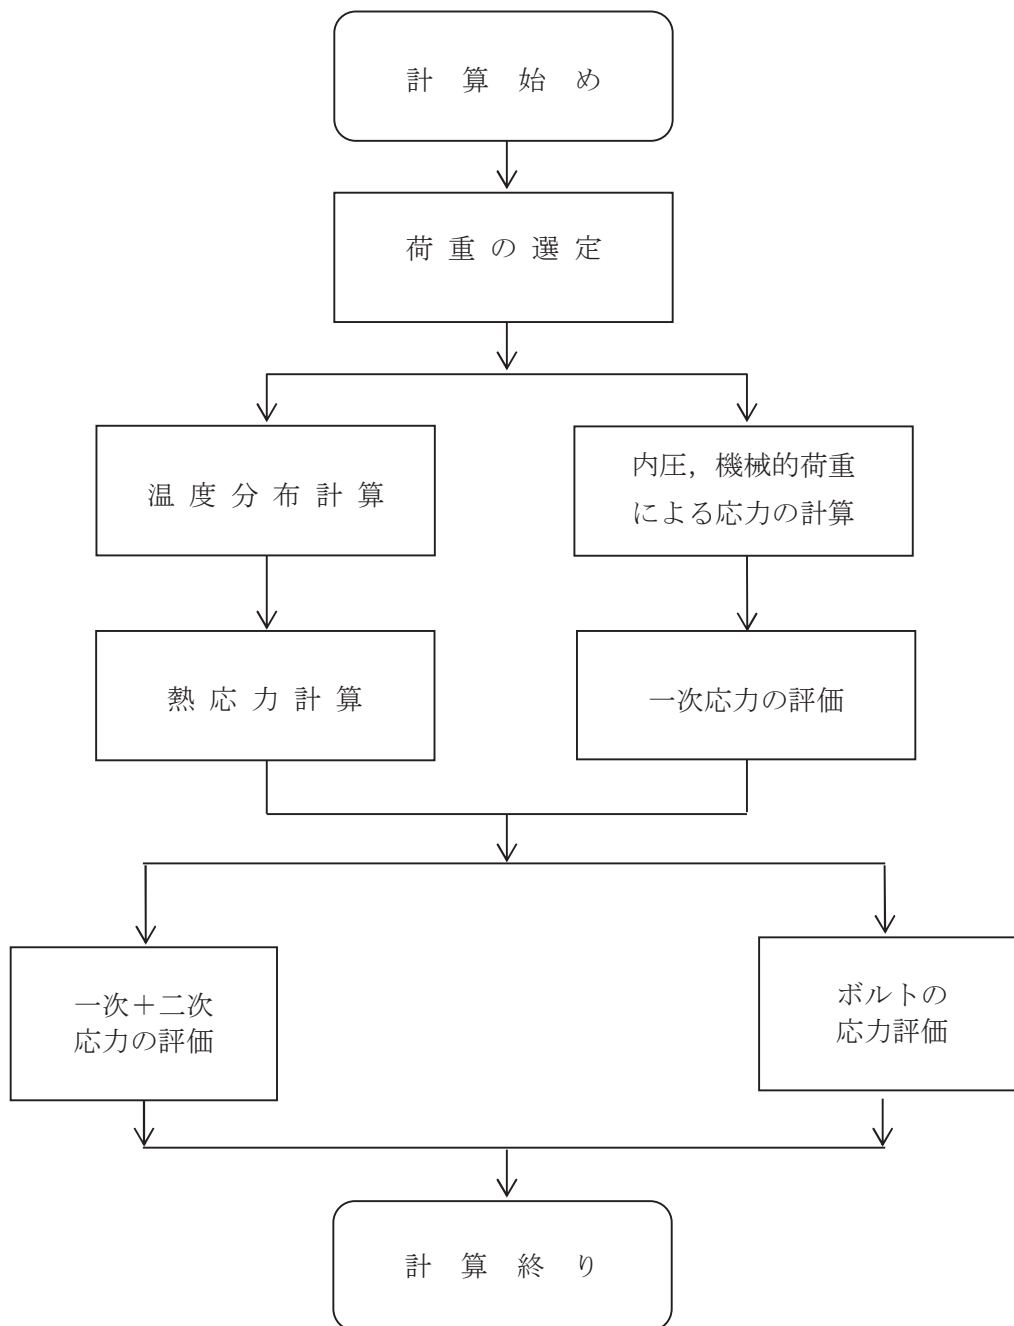 計算始め
荷重の選定
温度分布計算
内圧，機械的荷重
による応力の計算
熱応力計算
一次応力の評価
一次＋二次
応力の評価
ボルトの
応力評価
計算終り